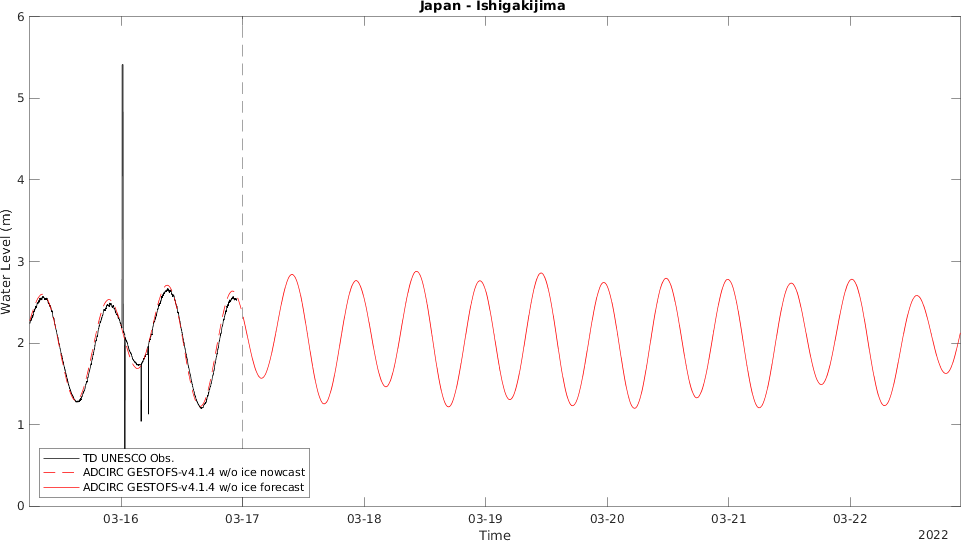 Japan - Ishigakijima
6
5
4
3
2
1
0
Water Level (m)
TD UNESCO Obs.
ADCIRC GESTOFS-v4.1.4 w/o ice nowcast
ADCIRC GESTOFS-v4.1.4 w/o ice forecast
03-16 03-17 03-18 03-19 03-20 03-21 03-22
Time
2022